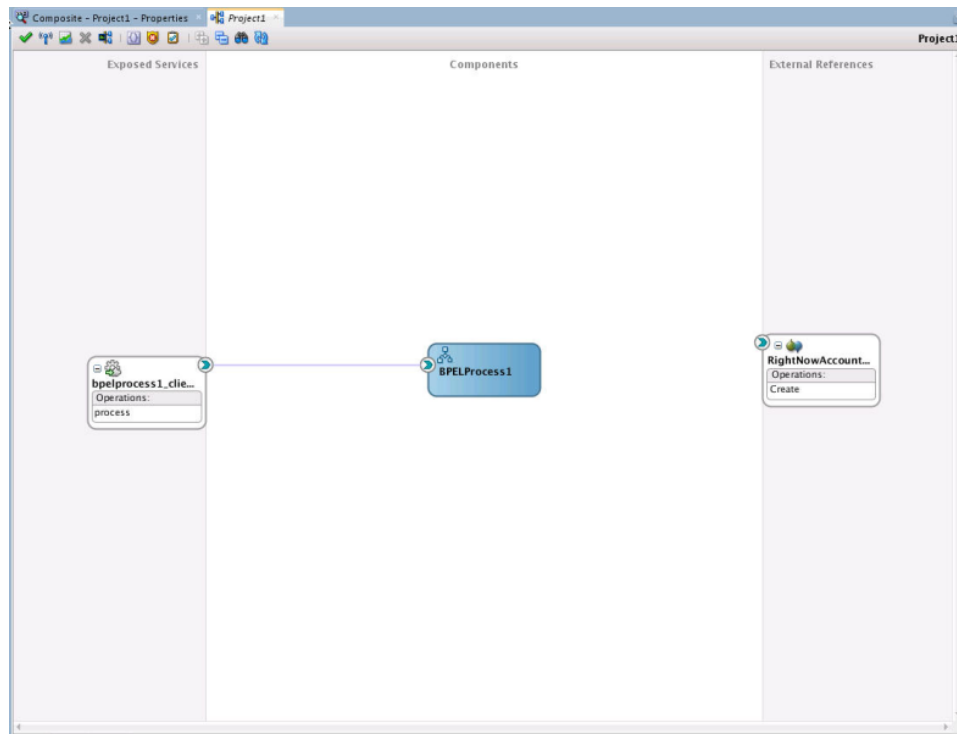 Composite - Project1 - Properties
Project1
Project1
Exposed Services
Components
External References
bpelprocess1_clie...
Operations:
process
BPELProcess1
RightNowAccount...
Operations:
Create